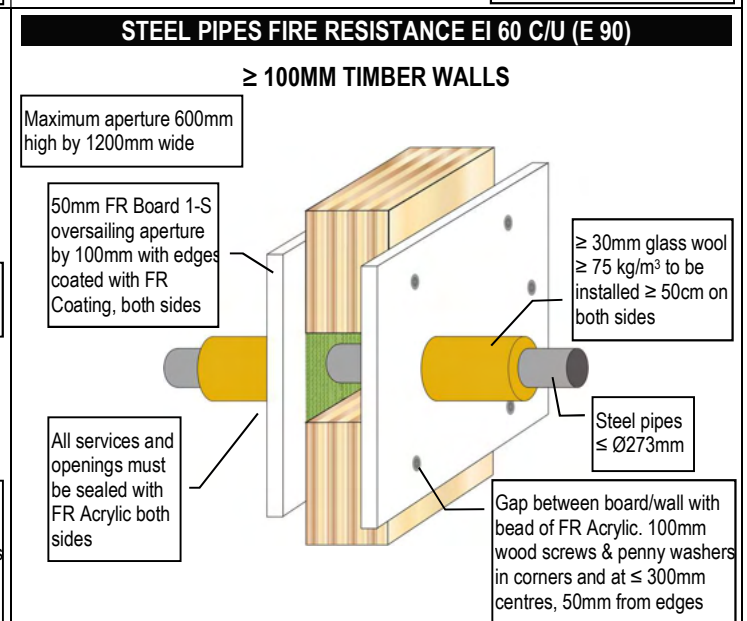 STEEL PIPES FIRE RESISTANCE EI 60 C/U (E 90)
≥ 100MM TIMBER WALLS
Maximum aperture 600mm
high by 1200mm wide
50mm FR Board 1-S
oversailing aperture
by 100mm with edges
coated with FR
Coating, both sides
≥ 30mm glass wool
≥ 75 kg/m³ to be
installed ≥ 50cm on
both sides
Steel pipes
≤ Ø273mm
All services and
openings must
be sealed with
FR Acrylic both
sides
Gap between board/wall with
bead of FR Acrylic. 100mm
wood screws & penny washers
in corners and at ≤ 300mm
centres, 50mm from edges